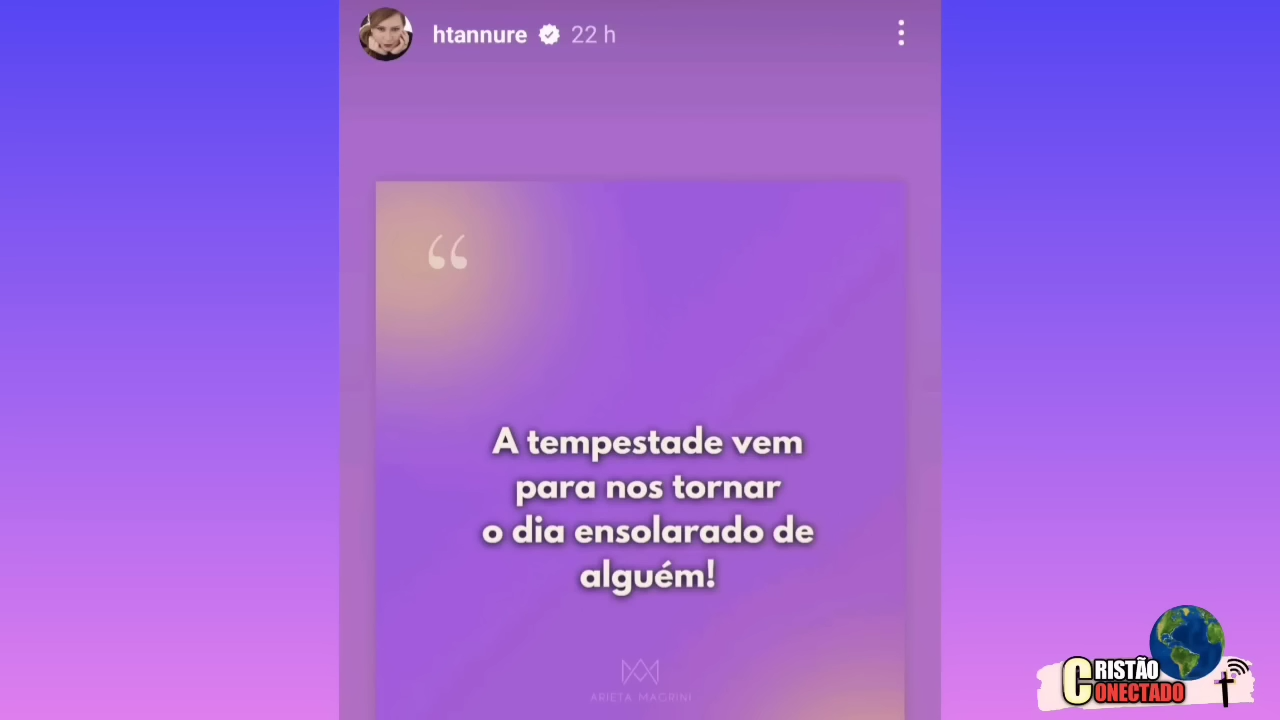 htannure 22 h
“
A tempestade vem
para nos tornar
o dia ensolarado de
alguém!
ARIETA MAGRINI
CRISTÃO
CONECTADO